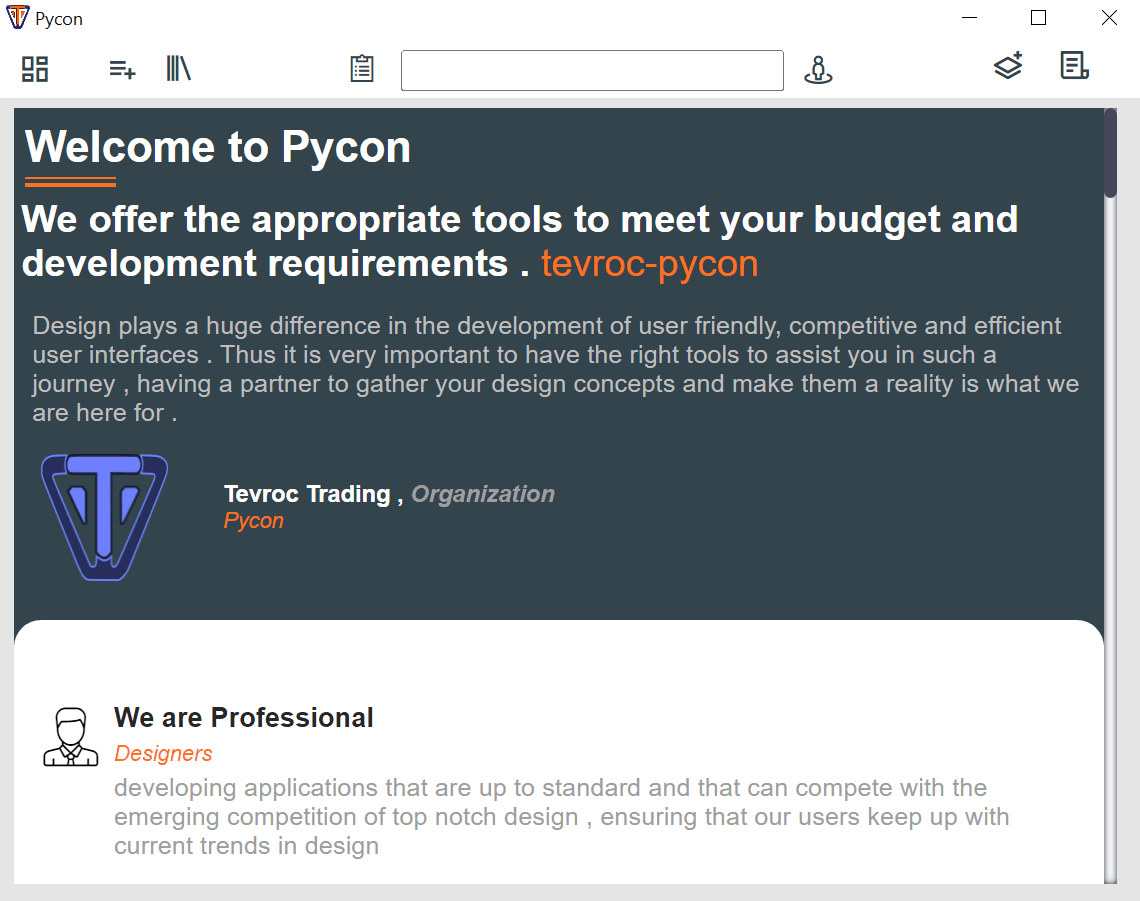 Pycon
Welcome to Pycon
We offer the appropriate tools to meet your budget and
development requirements . tevroc-pycon
Design plays a huge difference in the development of user friendly, competitive and efficient
user interfaces . Thus it is very important to have the right tools to assist you in such a
journey , having a partner to gather your design concepts and make them a reality is what we
are here for .
Tevroc Trading , Organization
Pycon
We are Professional
Designers
developing applications that are up to standard and that can compete with the
emerging competition of top notch design , ensuring that our users keep up with
current trends in design